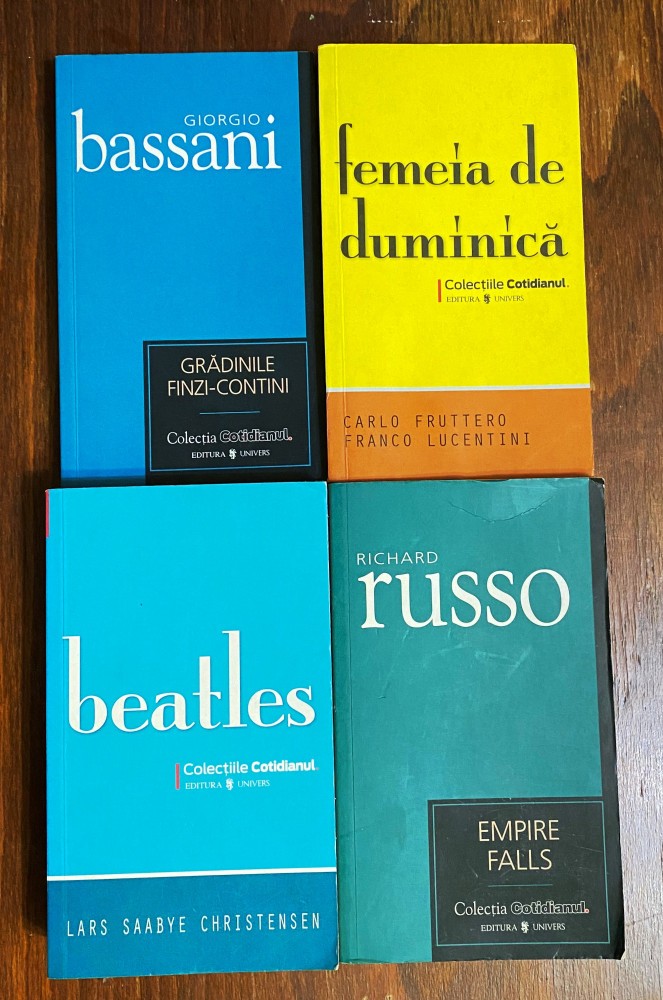 GIORGIO
bassani
GRĂDINILE
FINZI-CONTINI
Colecția Cotidianul.
EDITURA UNIVERS
femeia de
duminică
Colecțiile Cotidianul.
EDITURA UNIVERS
CARLO FRUTTERO
FRANCO LUCENTINI
beatles
Colecțiile Cotidianul.
EDITURA UNIVERS
LARS SAABYE CHRISTENSEN
RICHARD
russo
EMPIRE
FALLS
Colecția Cotidianul.
EDITURA UNIVERS